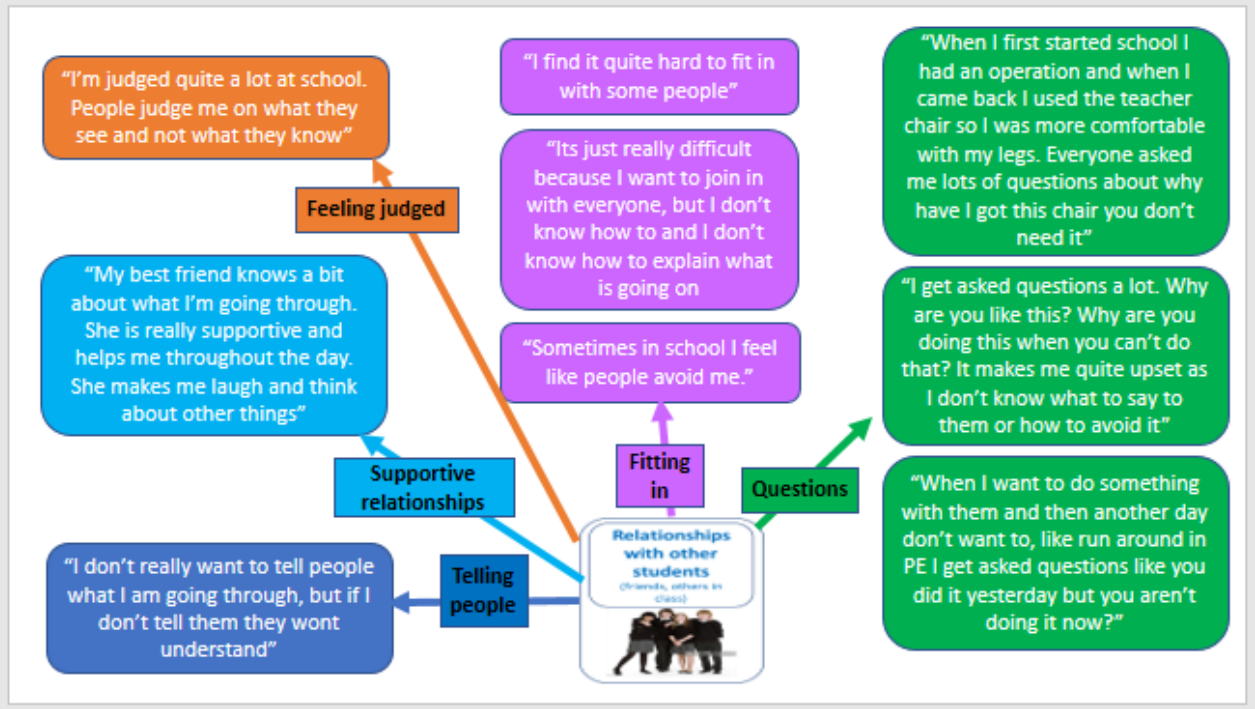 “I’m judged quite a lot at school.
People judge me on what they
see and not what they know”
Feeling judged
“My best friend knows a bit
about what I’m going through.
She is really supportive and
helps me throughout the day.
She makes me laugh and think
about other things”
Supportive
relationships
“I don’t really want to tell people
what I am going through, but if I
don’t tell them they wont
understand”
Telling
people
“I find it quite hard to fit in
with some people”
“Its just really difficult
because I want to join in
with everyone, but I don’t
know how to and I don’t
know how to explain what
is going on
“Sometimes in school I feel
like people avoid me.”
Fitting
in
Relationships
with other
students
(friends, others in
class)
“When I first started school I
had an operation and when I
came back I used the teacher
chair so I was more comfortable
with my legs. Everyone asked
me lots of questions about why
have I got this chair you don’t
need it”
“I get asked questions a lot. Why
are you like this? Why are you
doing this when you can’t do
that? It makes me quite upset as
I don’t know what to say to
them or how to avoid it”
Questions
“When I want to do something
with them and then another day
don’t want to, like run around in
PE I get asked questions like you
did it yesterday but you aren’t
doing it now?”